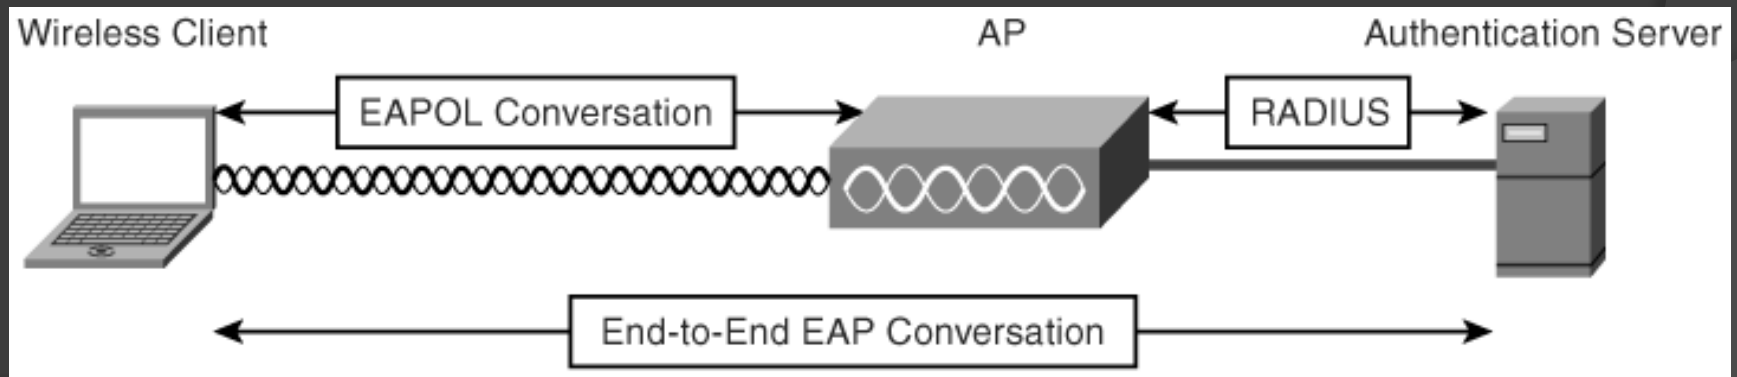 Wireless Client
AP
Authentication Server
EAPOL Conversation
RADIUS
End-to-End EAP Conversation